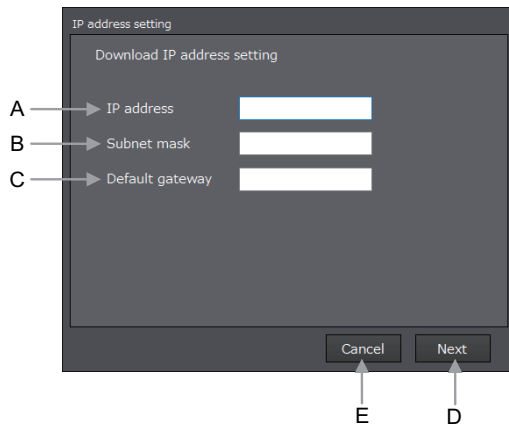 IP address setting
Download IP address setting
A IP address
B Subnet mask
C Default gateway
Cancel Next
E D